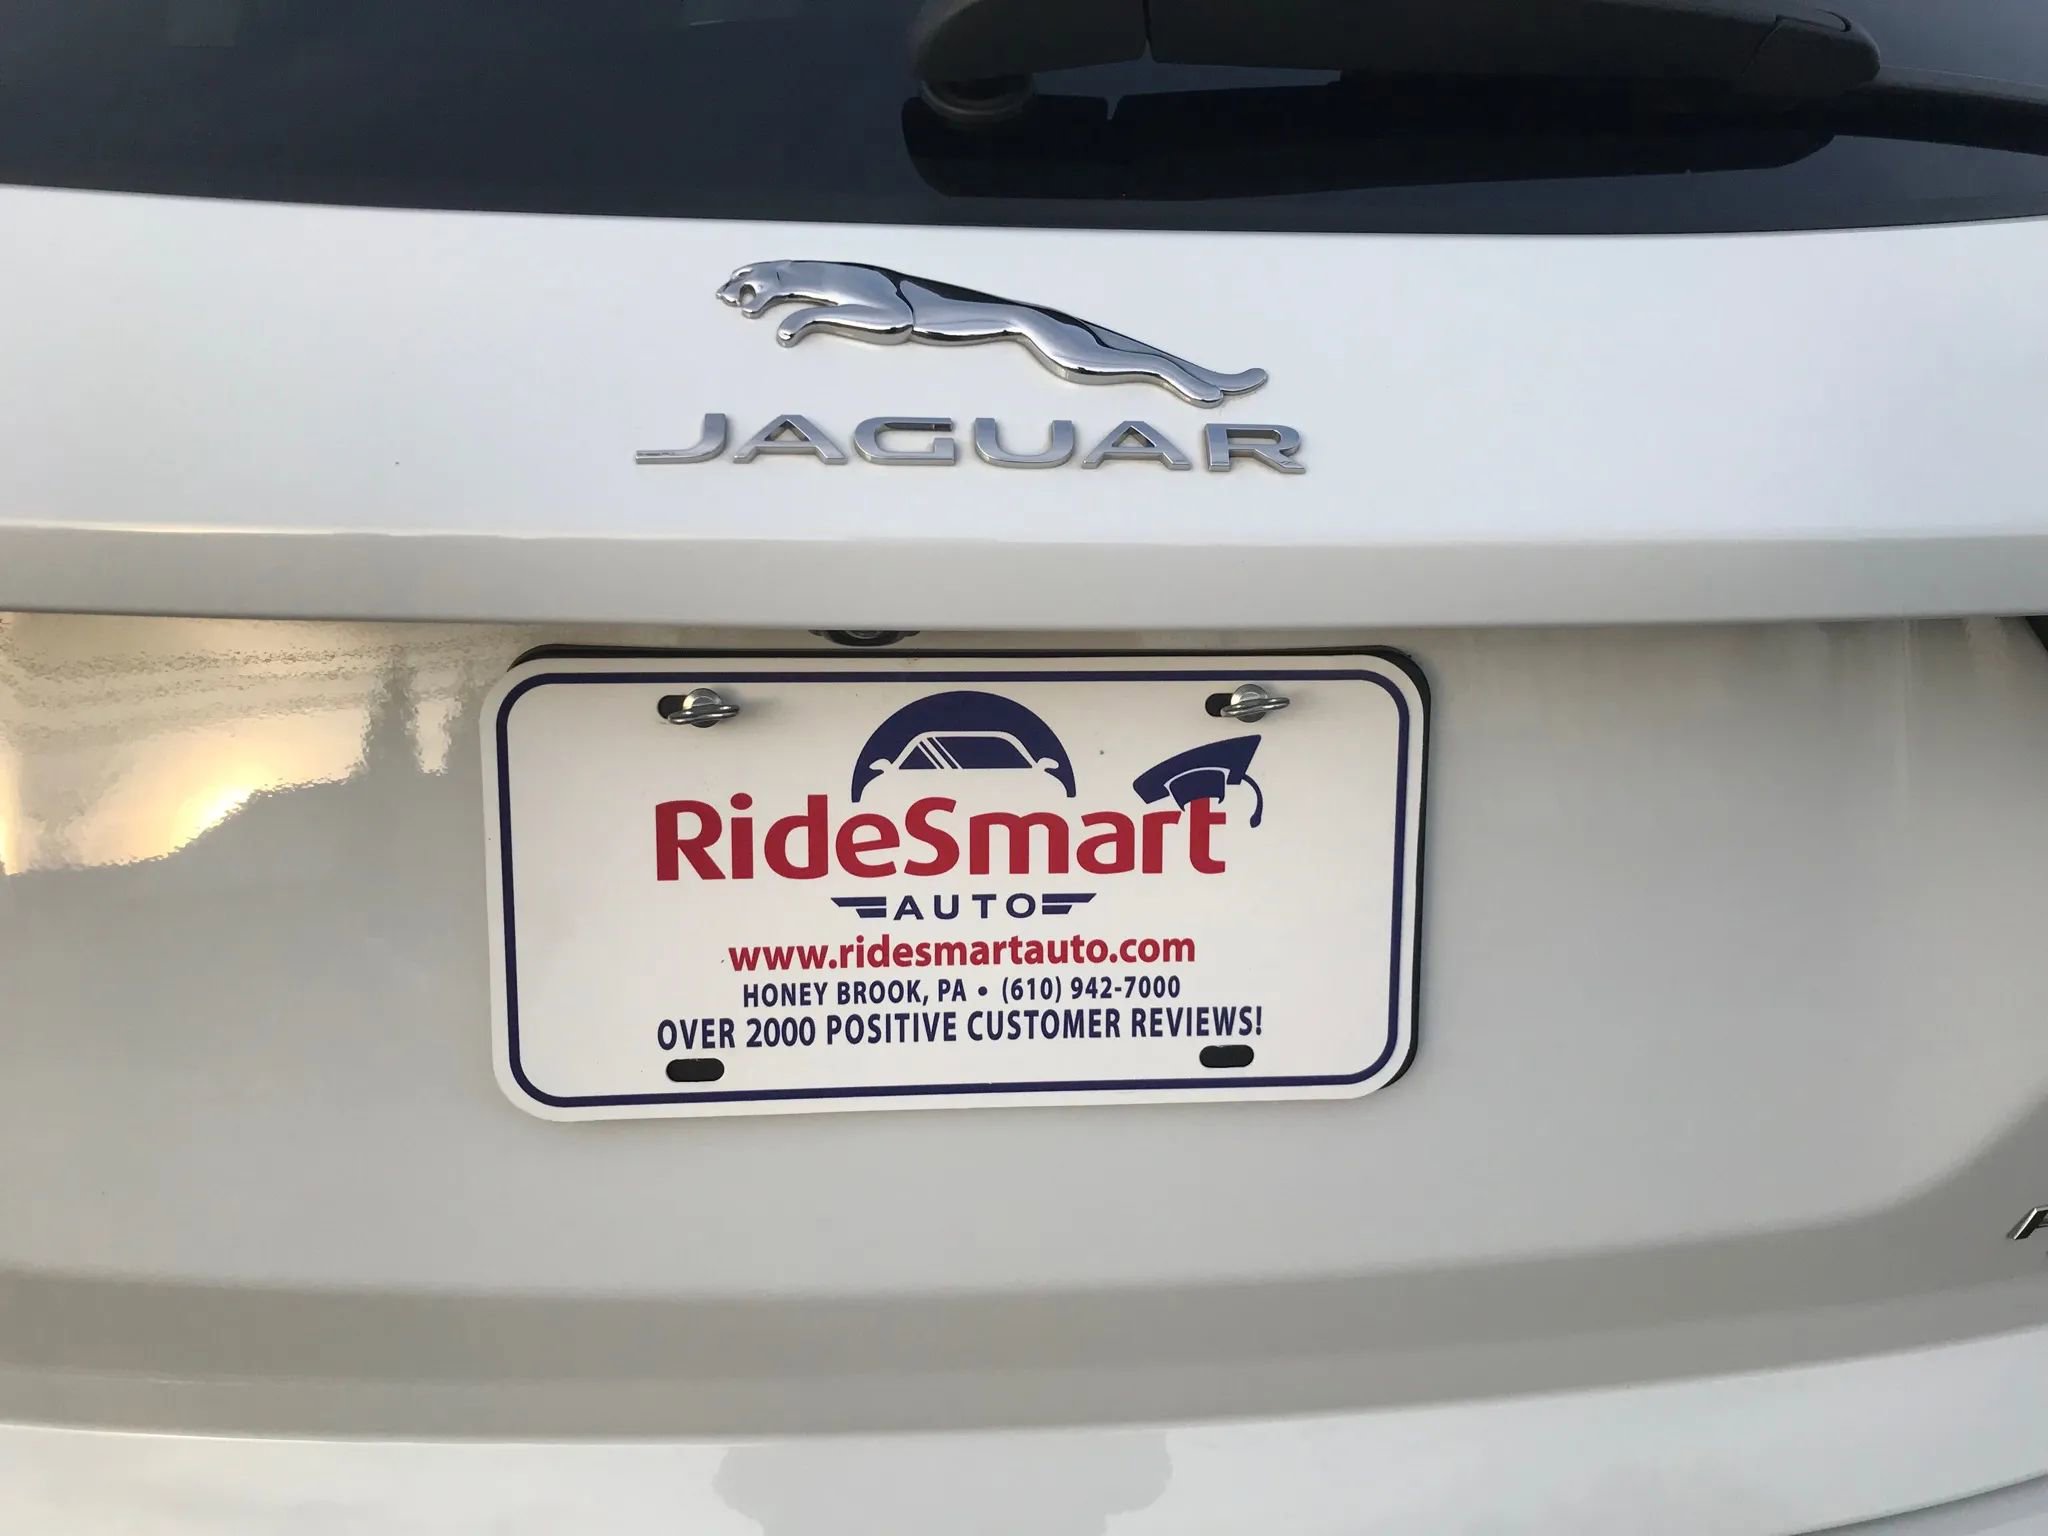 JAGUAR
RideSmart
AUTO
www.ridesmartauto.com
HONEY BROOK, PA • (610) 942-7000
OVER 2000 POSITIVE CUSTOMER REVIEWS!